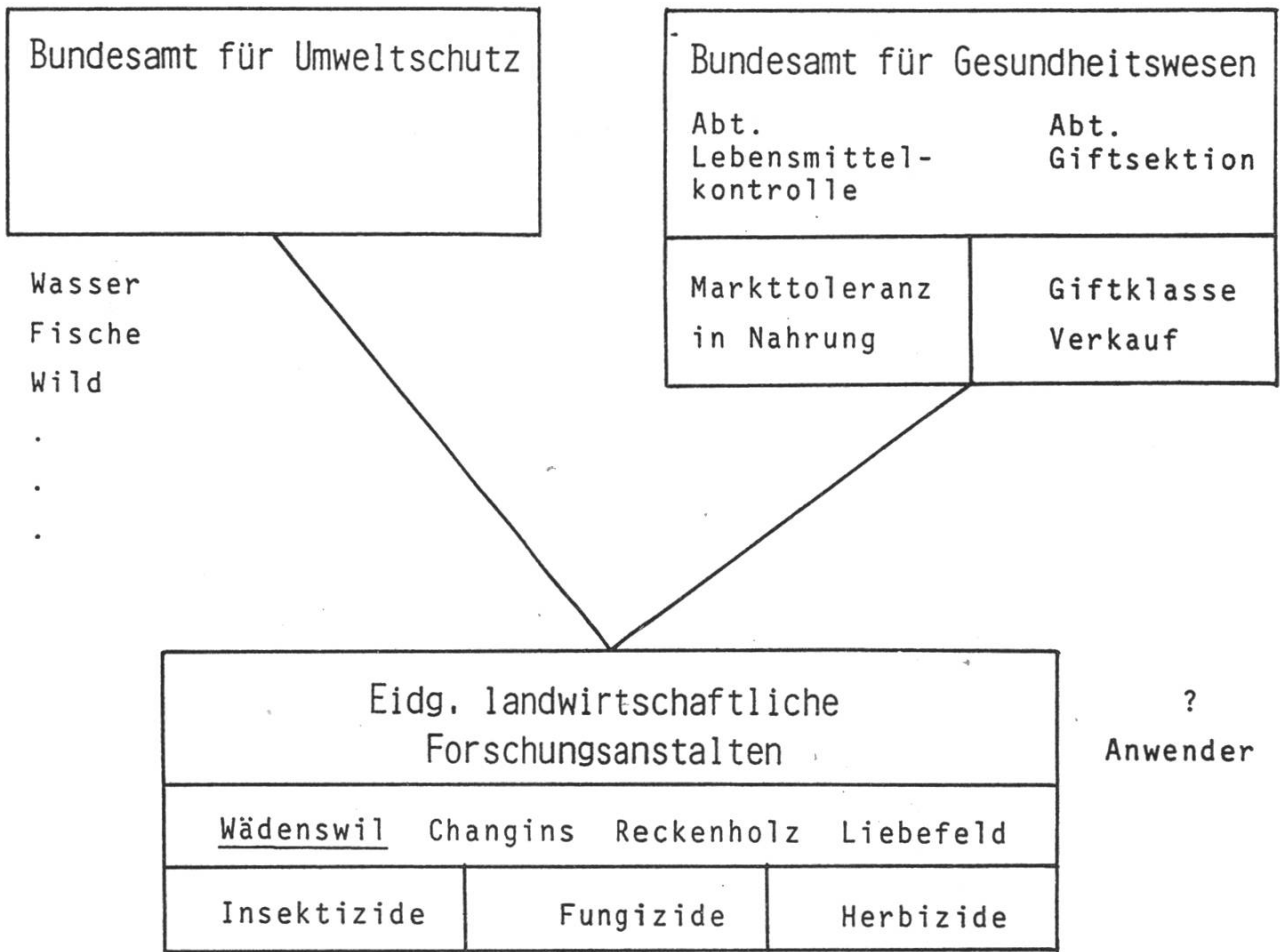 Bundesamt für Umweltschutz
Wasser
Fische
Wild
.
.
.
Bundesamt für Gesundheitswesen
Abt.
Lebensmittel-
kontrolle
Abt.
Giftsektion
Markttoleranz
in Nahrung
Giftklasse
Verkauf
Eidg. landwirtschaftliche
Forschungsanstalten
Wädenswil Changins Reckenholz Liebefeld
Insektizide Fungizide Herbizide
?
Anwender